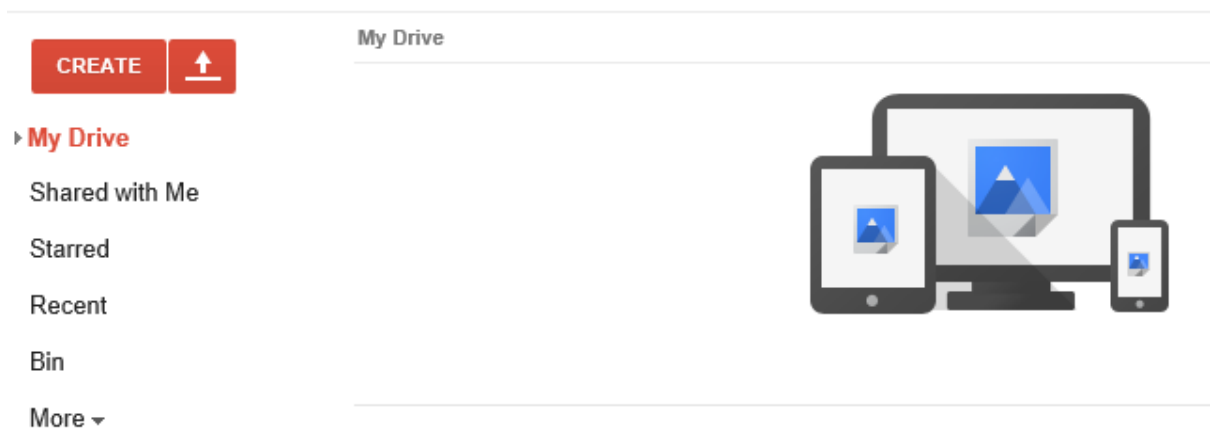 My Drive
CREATE
My Drive
Shared with Me
Starred
Recent
Bin
More